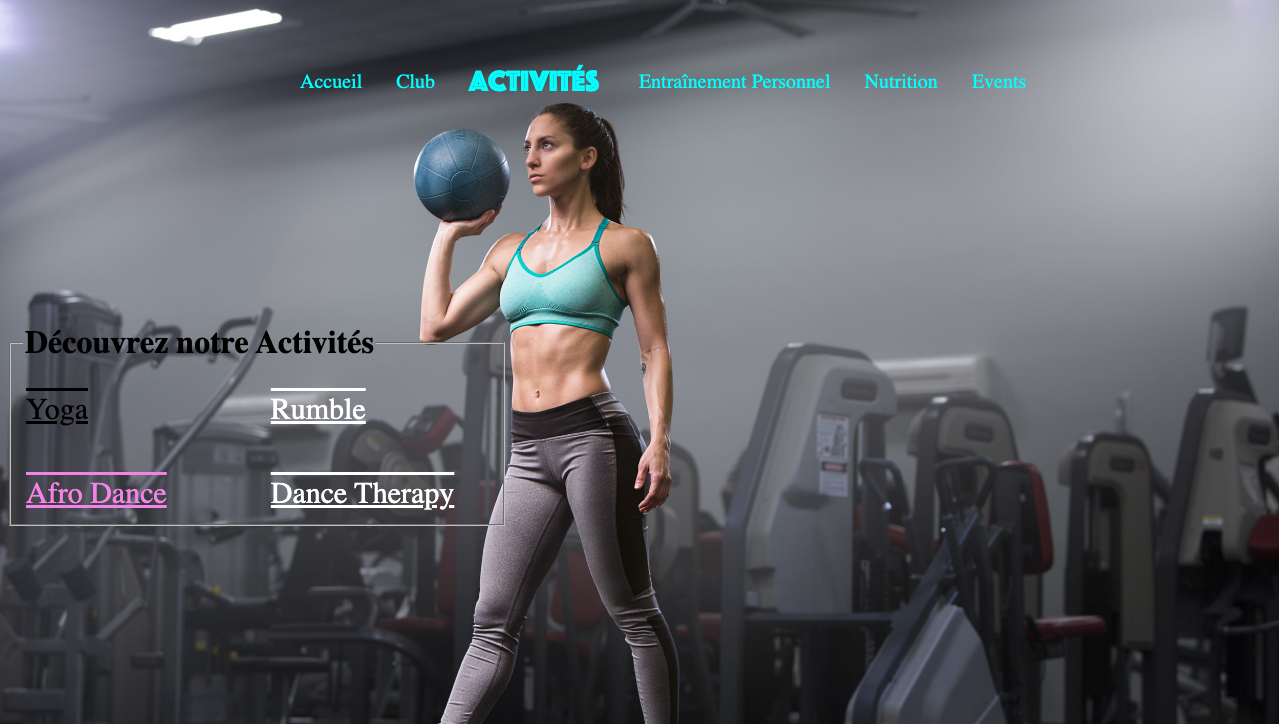 Accueil Club ACTIVITÉS Entraînement Personnel Nutrition Events
Découvrez notre Activités
Yoga Rumble
Afro Dance Dance Therapy